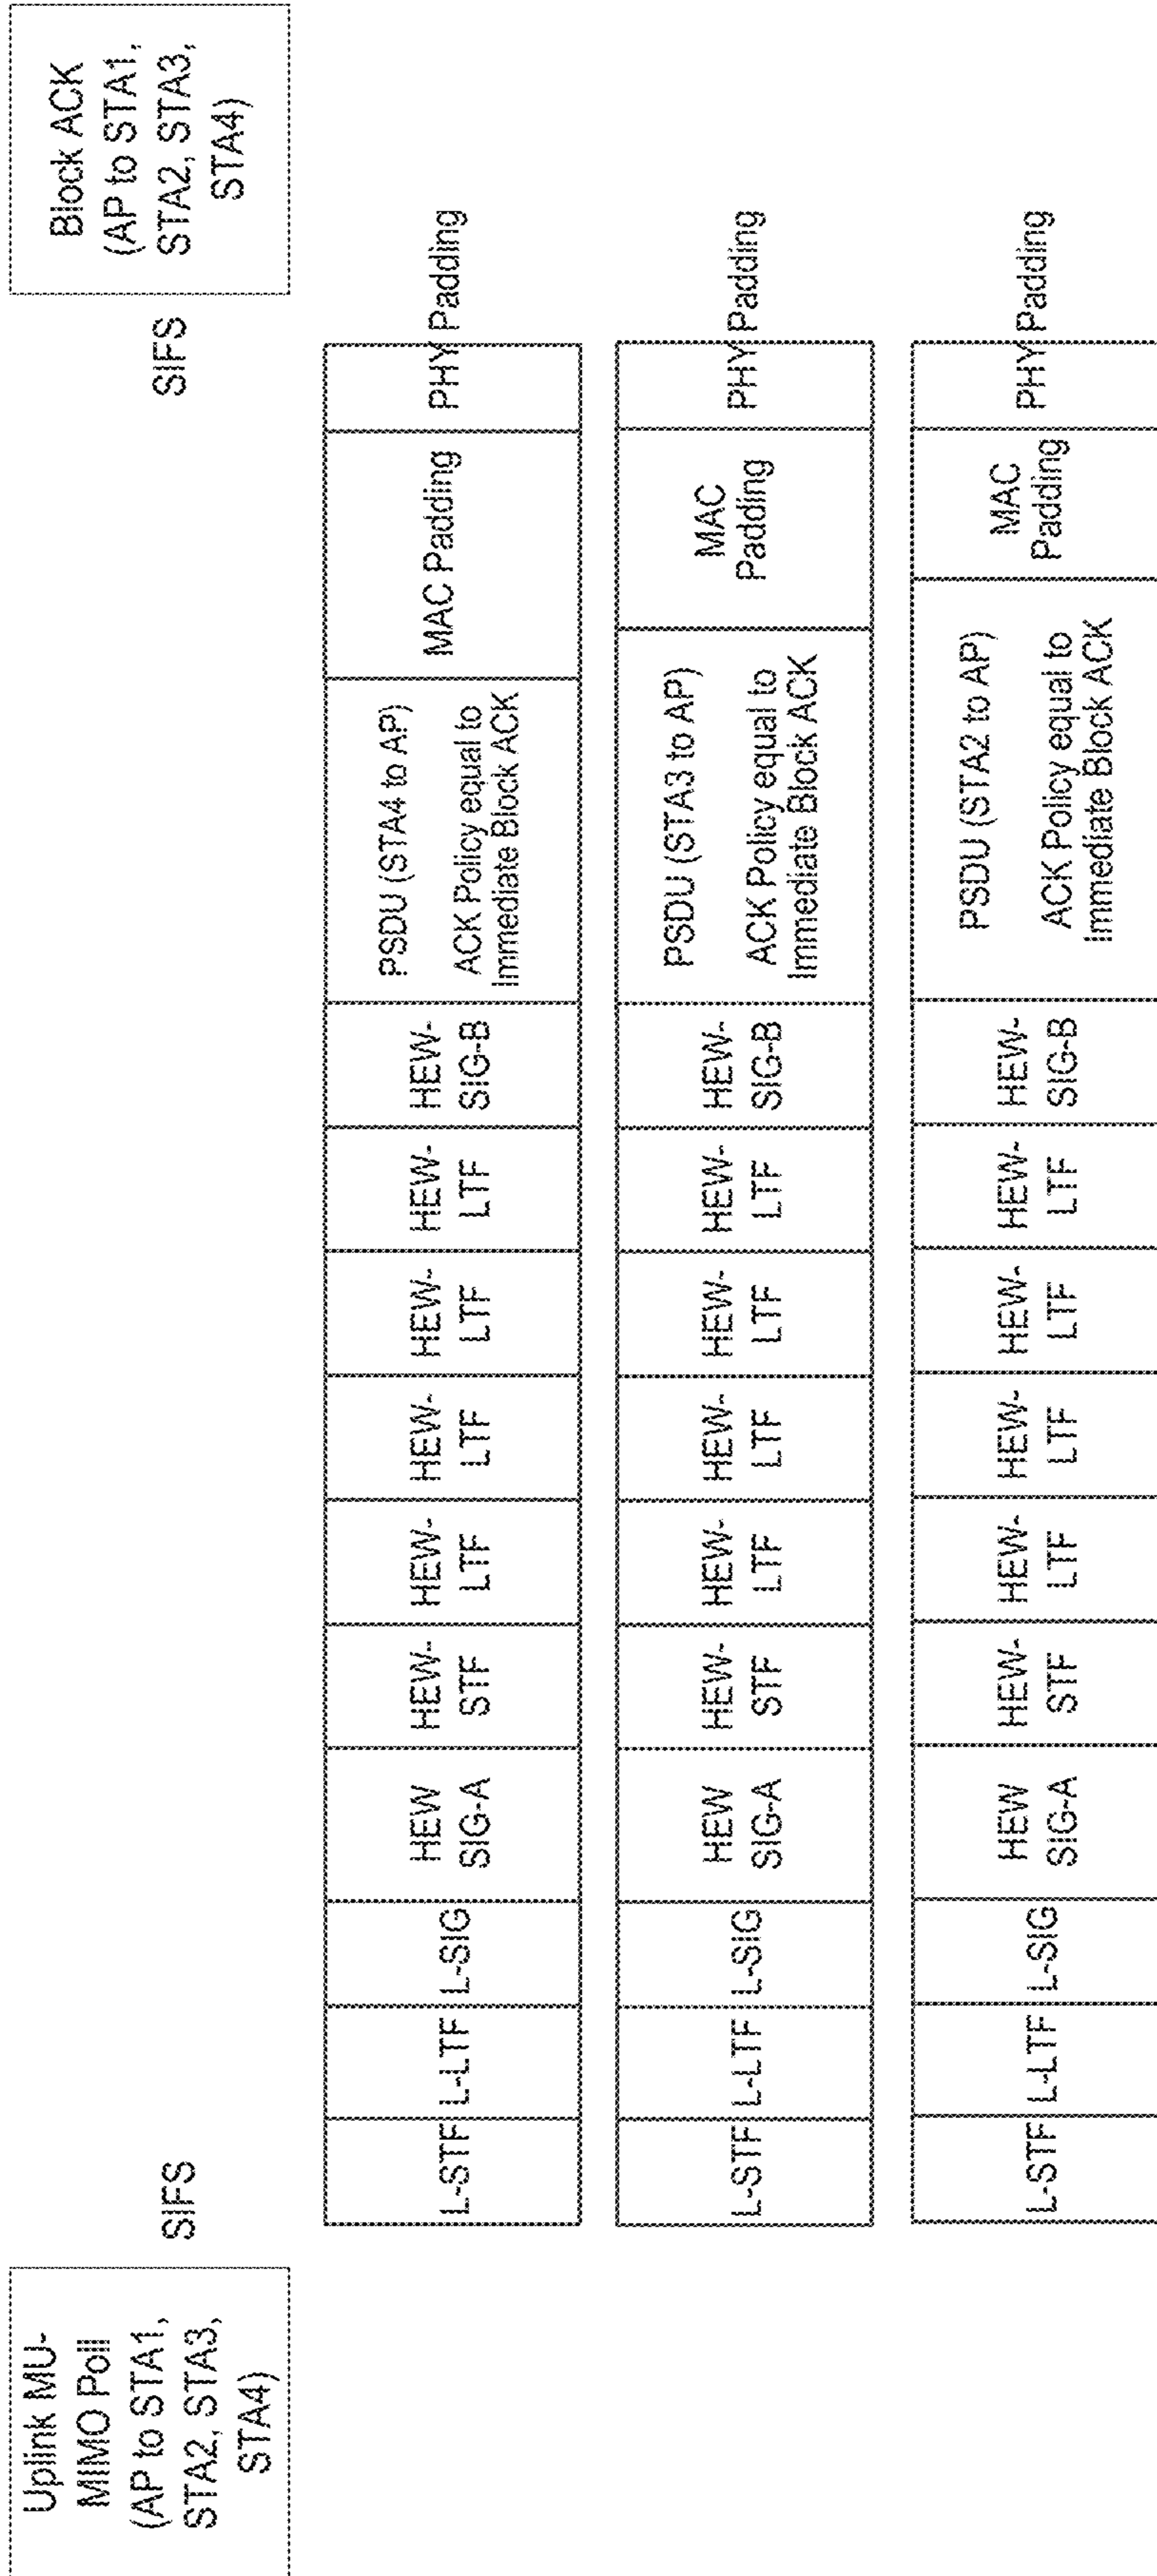 Uplink MU-
MIMO Poll
(AP to STA1,
STA2, STA3,
STA4)
SIFS
SIFS
Block ACK
(AP to STA1,
STA2, STA3,
STA4)
L-STF
L-LTF
L-SIG
HEW
SIG-A
HEW-
STF
HEW-
LTF
HEW-
LTF
HEW-
LTF
HEW-
LTF
HEW-
SIG-B
PSDU (STA4 to AP)
ACK Policy equal to
Immediate Block ACK
MAC Padding
PHY Padding
L-STF
L-LTF
L-SIG
HEW
SIG-A
HEW-
STF
HEW-
LTF
HEW-
LTF
HEW-
LTF
HEW-
LTF
HEW-
SIG-B
PSDU (STA3 to AP)
ACK Policy equal to
Immediate Block ACK
MAC
Padding
PHY Padding
L-STF
L-LTF
L-SIG
HEW
SIG-A
HEW-
STF
HEW-
LTF
HEW-
LTF
HEW-
LTF
HEW-
LTF
HEW-
SIG-B
PSDU (STA2 to AP)
ACK Policy equal to
Immediate Block ACK
MAC
Padding
PHY Padding